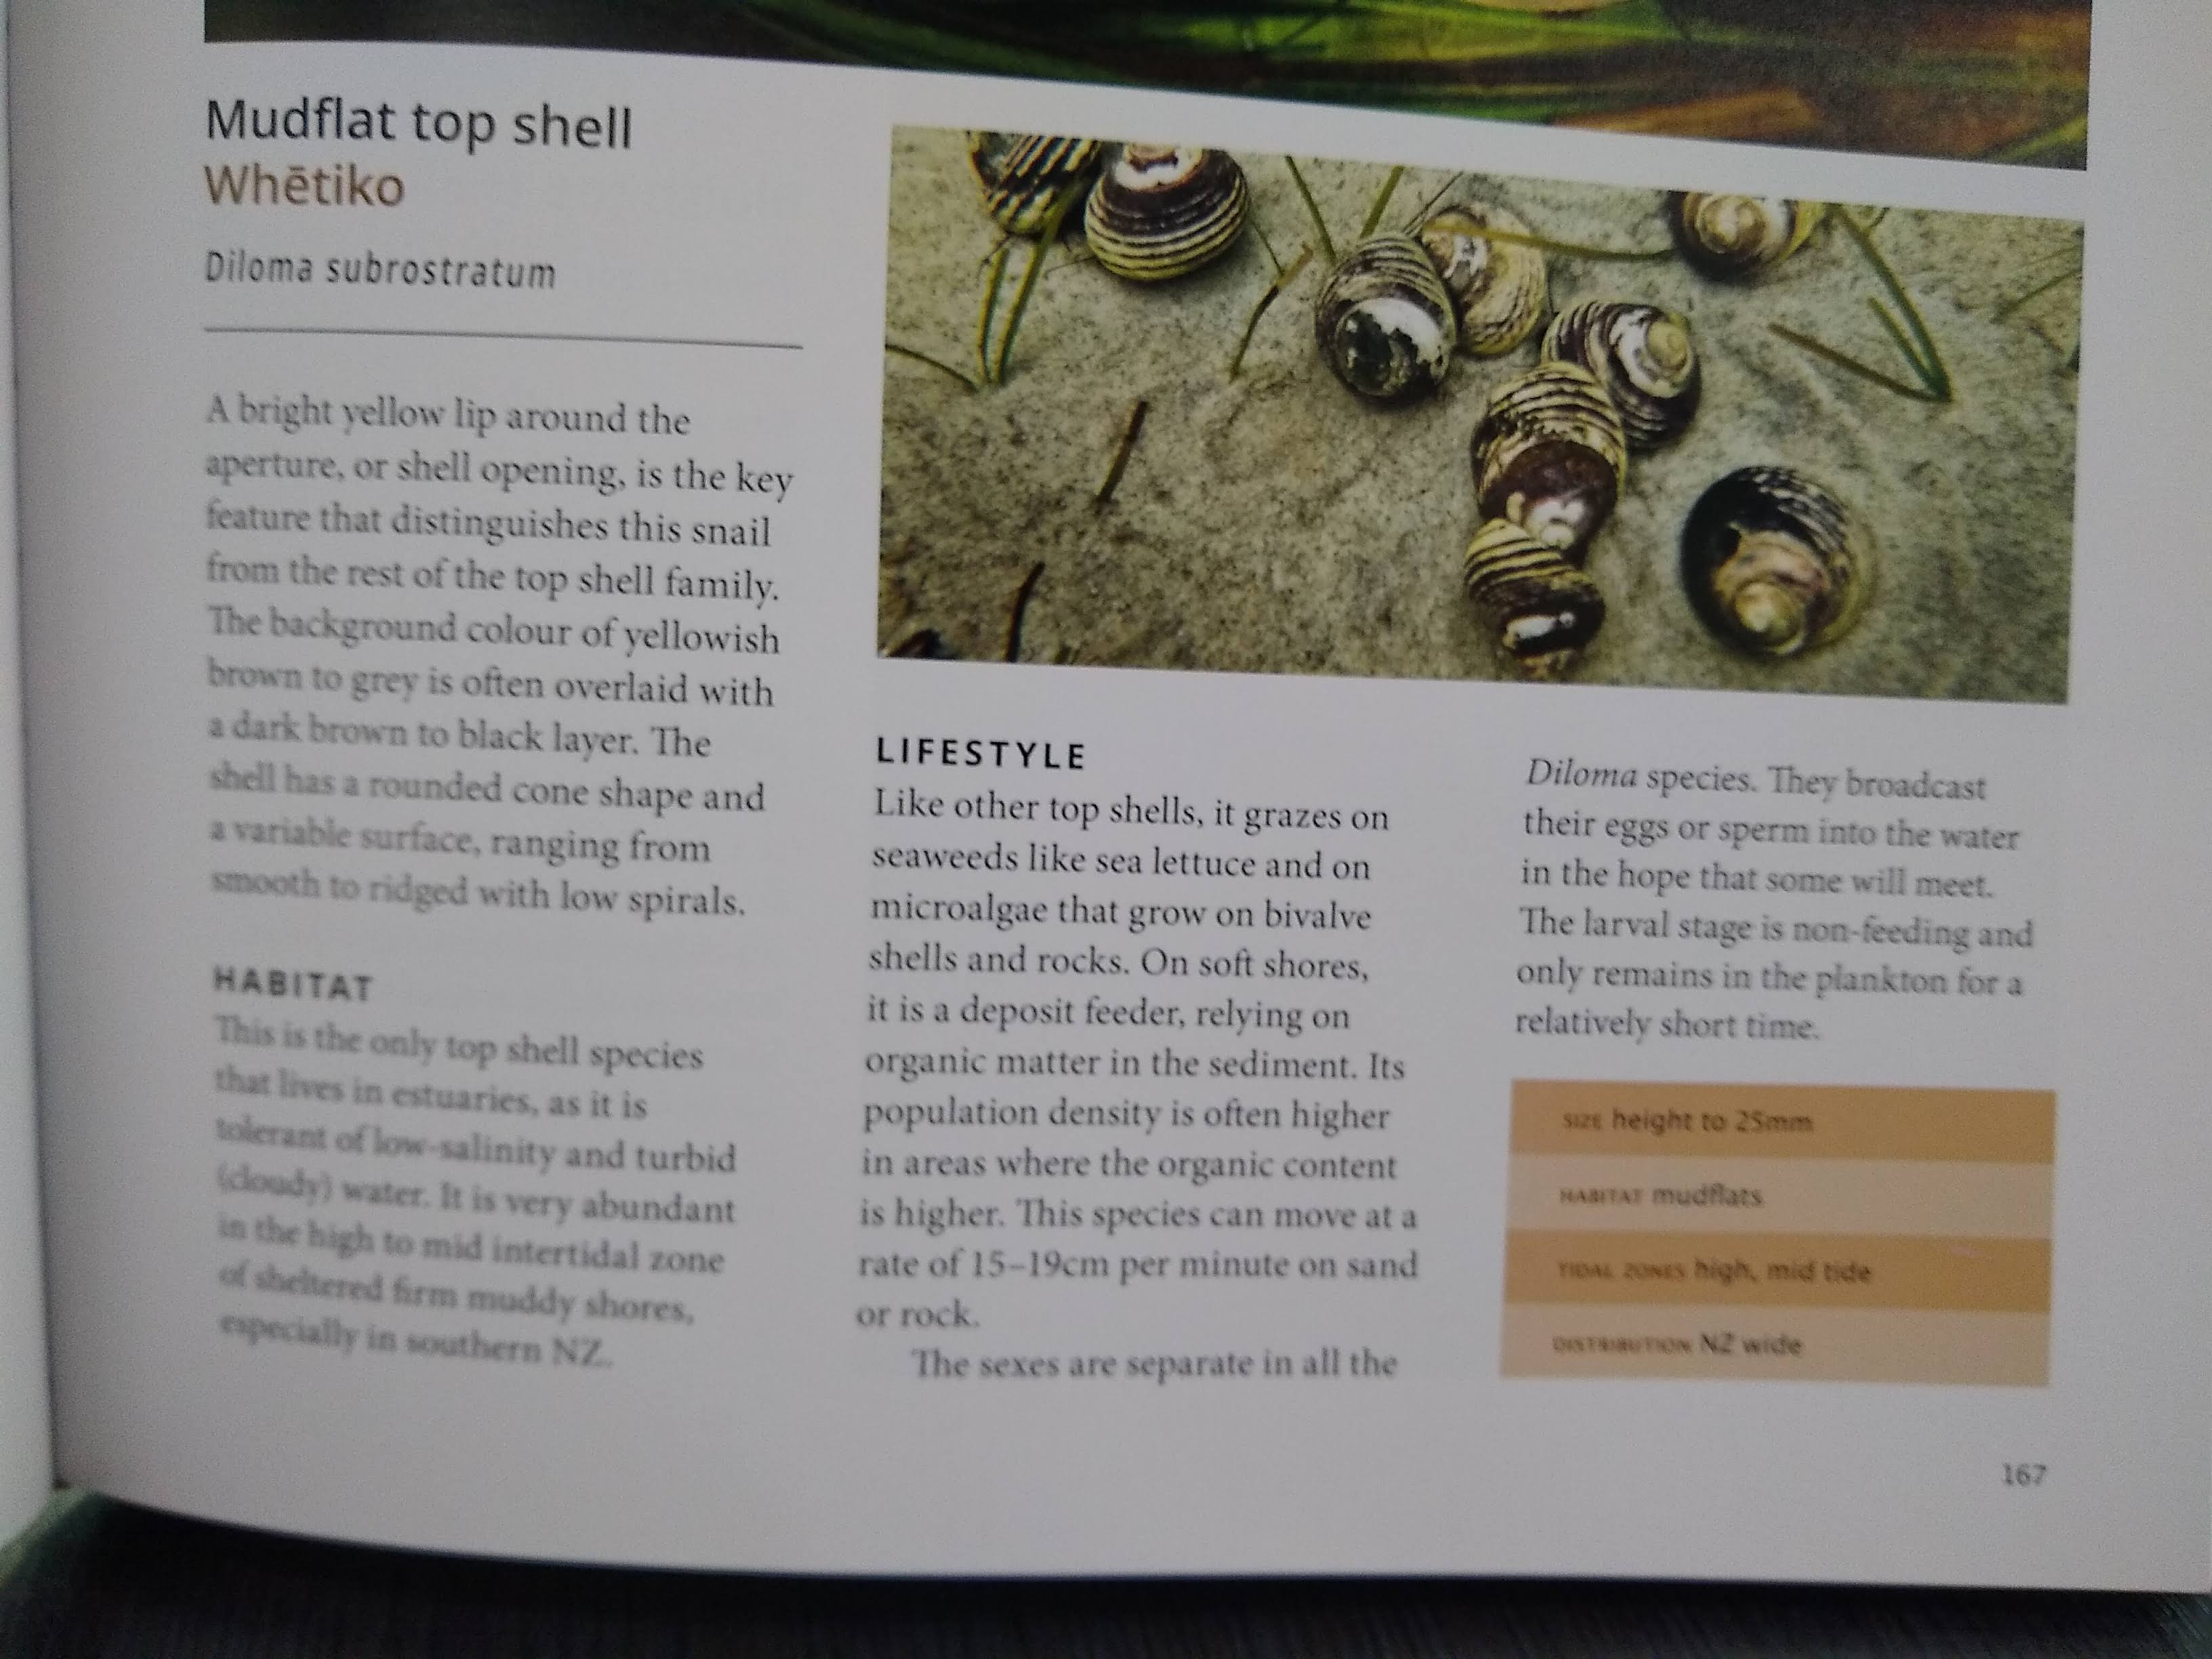 Mudflat top shell
Whētiko
Diloma subrostratum
A bright yellow lip around the
aperture, or shell opening, is the key
feature that distinguishes this snail
from the rest of the top shell family.
The background colour of yellowish
brown to grey is often overlaid with
a dark brown to black layer. The
shell has a rounded cone shape and
a variable surface, ranging from
smooth to ridged with low spirals.
HABITAT
This is the only top shell species
that lives in estuaries, as it is
tolerant of low-salinity and turbid
(cloudy) water. It is very abundant
in the high to mid intertidal zone
of sheltered firm muddy shores,
especially in southern NZ.
LIFESTYLE
Like other top shells, it grazes on
seaweeds like sea lettuce and on
microalgae that grow on bivalve
shells and rocks. On soft shores,
it is a deposit feeder, relying on
organic matter in the sediment. Its
population density is often higher
in areas where the organic content
is higher. This species can move at a
rate of 15–19cm per minute on sand
or rock.
The sexes are separate in all the
Diloma species. They broadcast
their eggs or sperm into the water
in the hope that some will meet.
The larval stage is non-feeding and
only remains in the plankton for a
relatively short time.
SIZE height to 25mm
HABITAT mudflats
TIDAL ZONES high, mid tide
DISTRIBUTION NZ wide
167